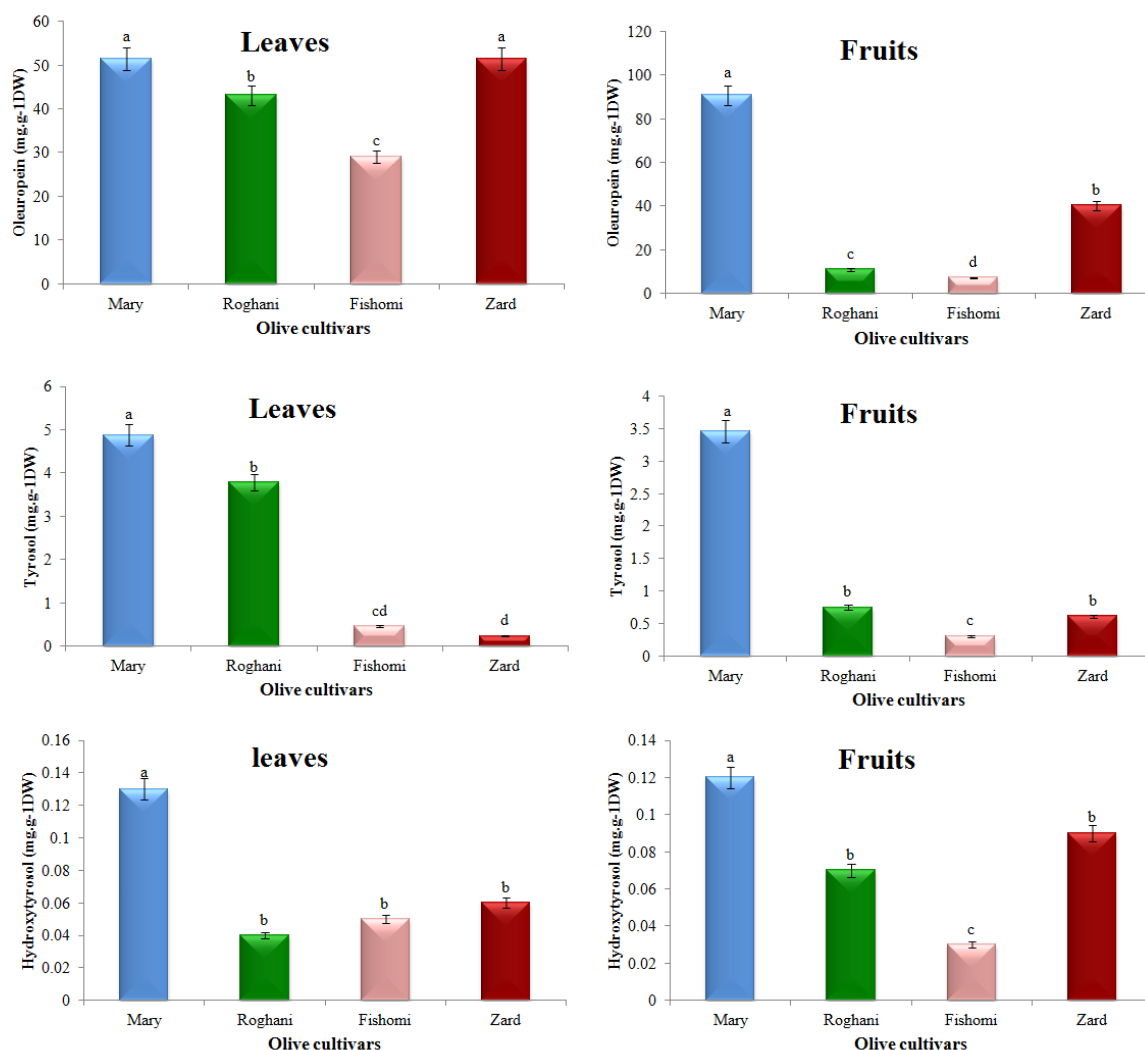 Leaves
Oleuropein (mg.g-1DW)
60
50
40
30
20
10
0
a
b
c
a
Mary Roghani Fishomi Zard
Olive cultivars
Fruits
Oleuropein (mg.g-1DW)
120
100
80
60
40
20
0
a
c
d
b
Mary Roghani Fishomi Zard
Olive cultivars
Leaves
Tyrosol (mg.g-1DW)
6
5
4
3
2
1
0
a
b
cd
d
Mary Roghani Fishomi Zard
Olive cultivars
Fruits
Tyrosol (mg.g-1DW)
4
3.5
3
2.5
2
1.5
1
0.5
0
a
b
c
b
Mary Roghani Fishomi Zard
Olive cultivars
leaves
Hydroxytyrosol (mg.g-1DW)
0.16
0.14
0.12
0.1
0.08
0.06
0.04
0.02
0
a
b
b
b
Mary Roghani Fishomi Zard
Olive cultivars
Fruits
Hydroxytyrosol (mg.g-1DW)
0.14
0.12
0.1
0.08
0.06
0.04
0.02
0
a
b
c
b
Mary Roghani Fishomi Zard
Olive cultivars